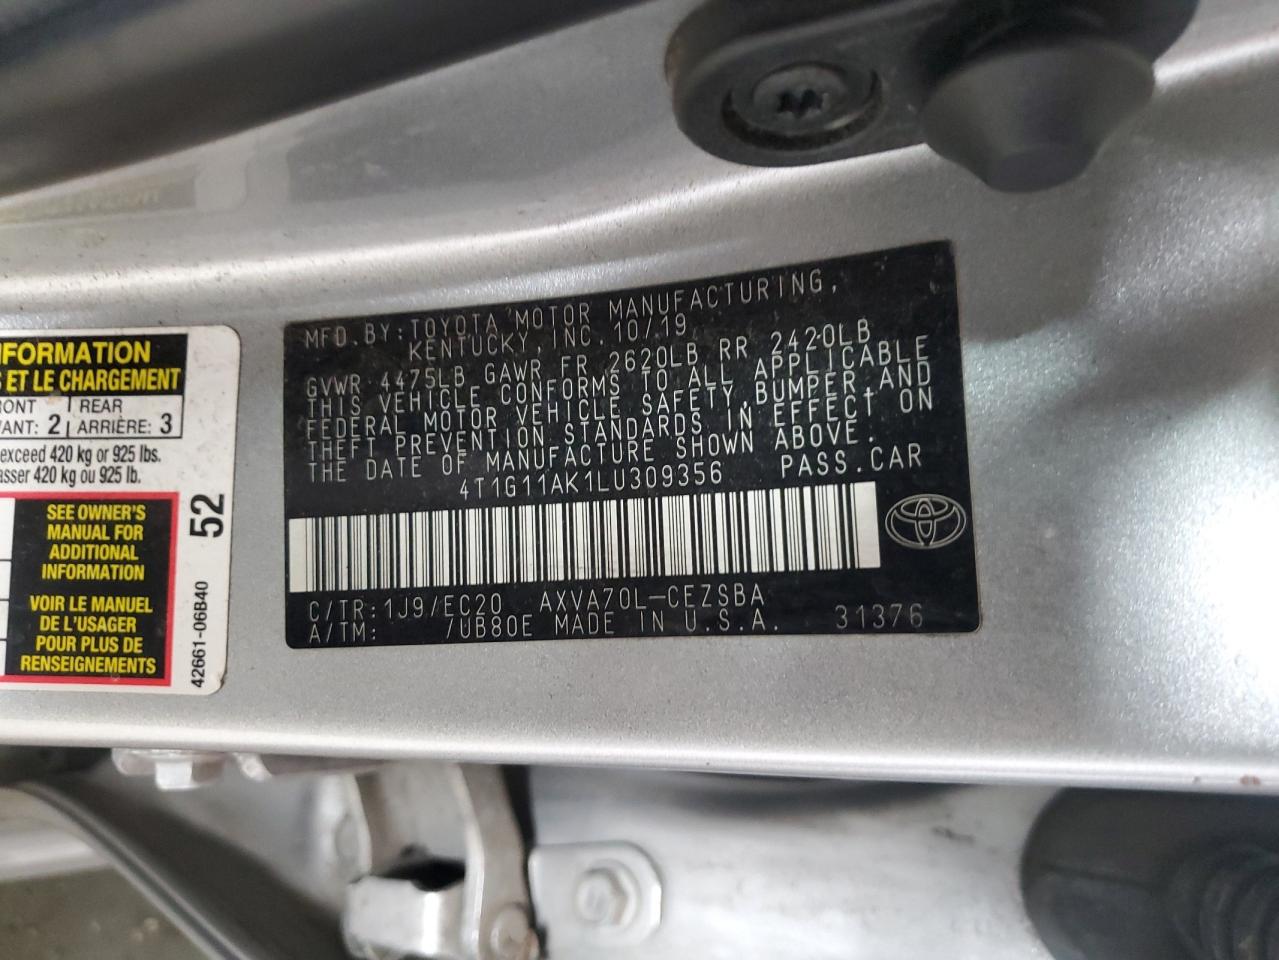 NFORMATION
S ET LE CHARGEMENT
RONT
VANT: 2
REAR
ARRIÈRE: 3
exceed 420 kg or 925 lbs.
asser 420 kg ou 925 lb.
SEE OWNER'S
MANUAL FOR
ADDITIONAL
INFORMATION
VOIR LE MANUEL
DE L'USAGER
POUR PLUS DE
RENSEIGNEMENTS
52
42661-06B40
MFD.BY:TOYOTA MOTOR MANUFACTURING,
KENTUCKY, INC. 10/19
GVWR 4475LB GAWR FR 2620LB RR 2420LB
THIS VEHICLE CONFORMS TO ALL APPLICABLE
FEDERAL MOTOR VEHICLE SAFETY,BUMPER,AND
THEFT PREVENTION STANDARDS IN EFFECT ON
THE DATE OF MANUFACTURE SHOWN ABOVE.
4T1G11AK1LU309356 PASS.CAR
C/TR:1J9/EC20 AXVA70L-CEZSBA
A/TM: /UB80E MADE IN U.S.A. 31376